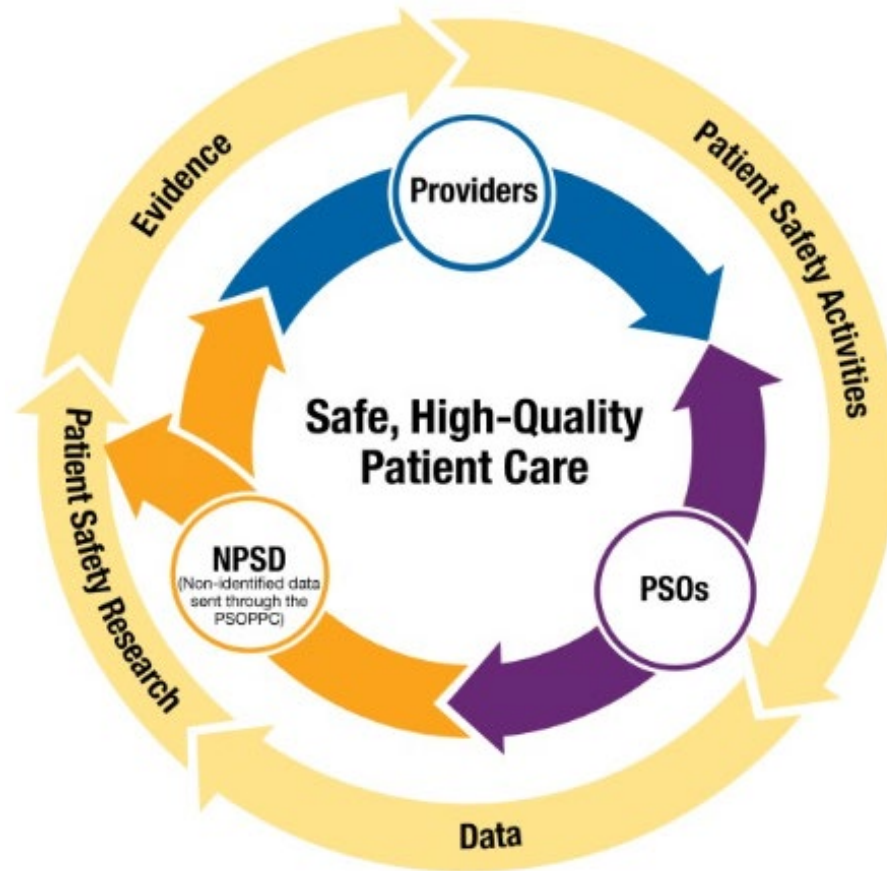 Evidence
Patient Safety Activities
Providers
Safe, High-Quality
Patient Care
Patient Safety Research
NPSD
(Non-identified data
sent through the
PSOPPC)
PSOs
Data